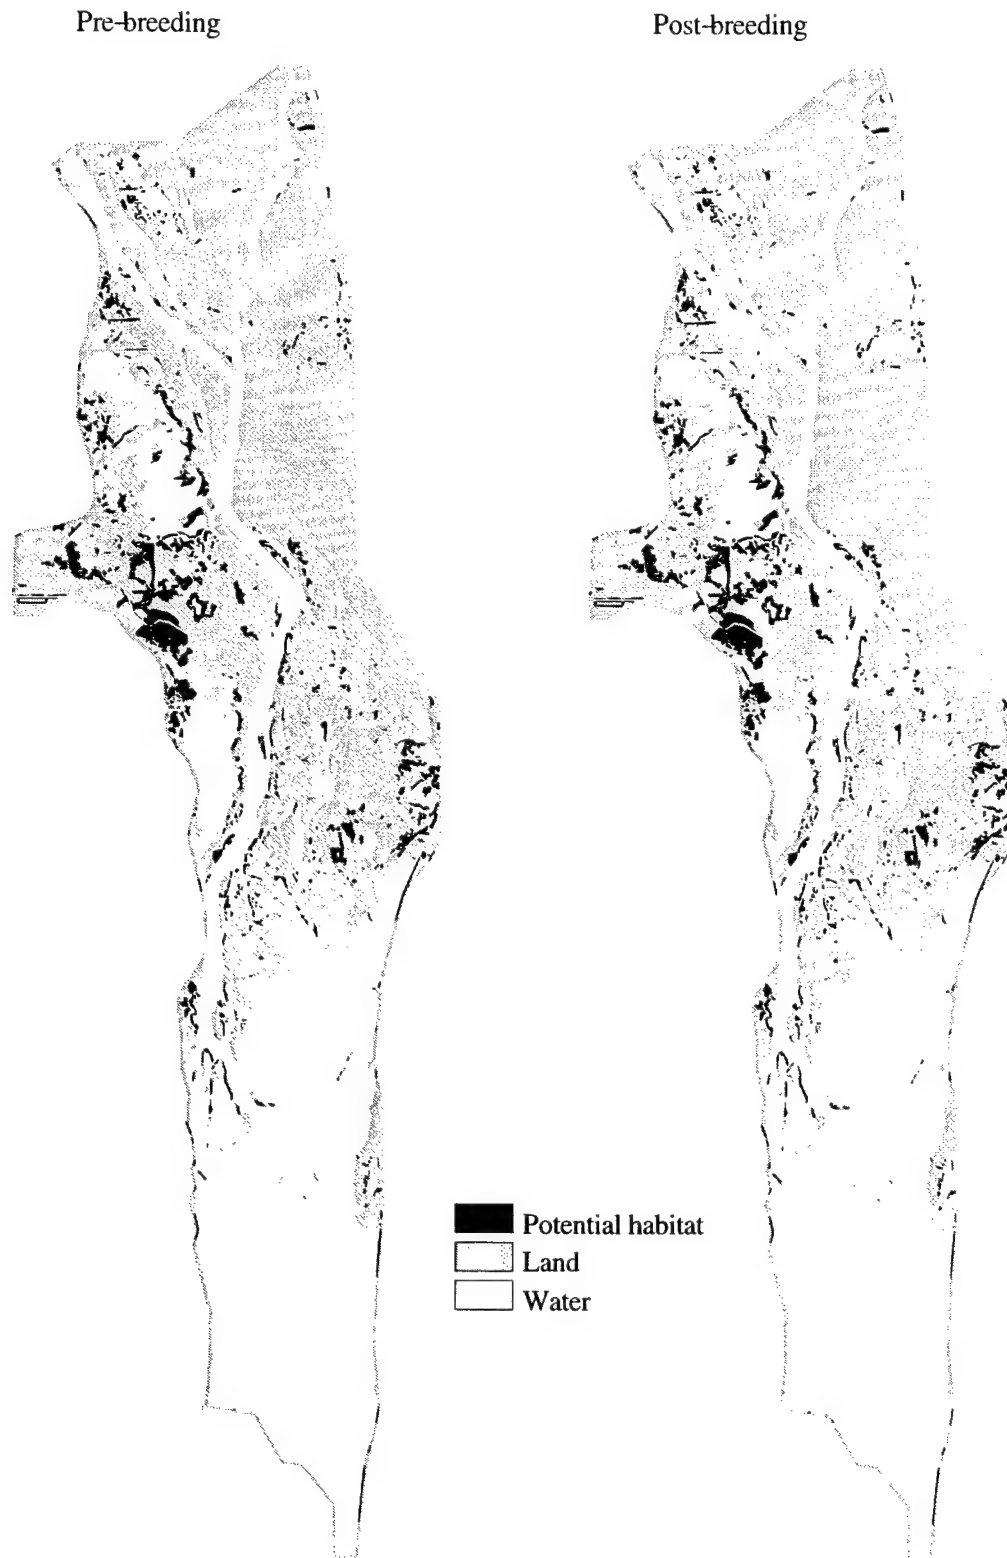 Pre-breeding
Post-breeding
Potential habitat
Land
Water